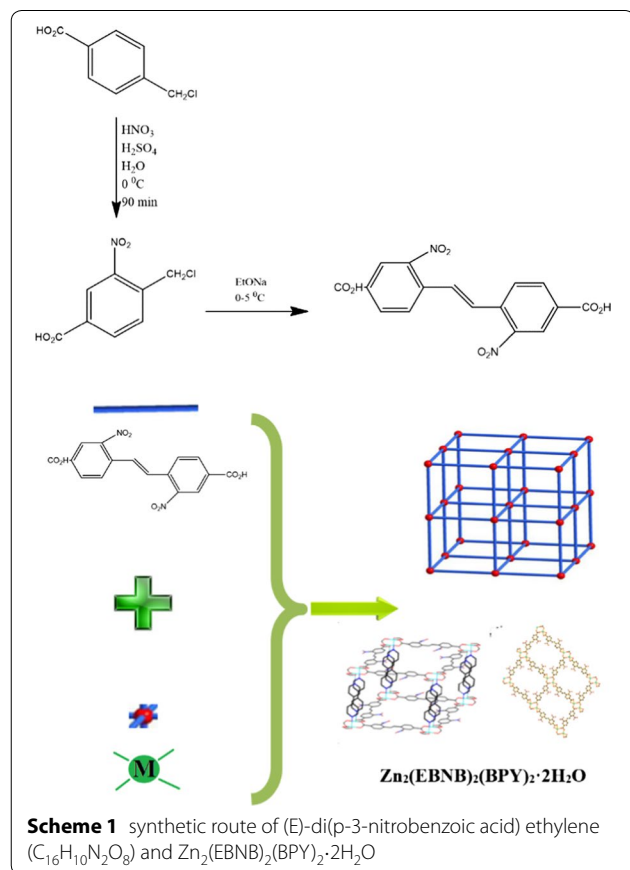 HO₂C
CH₂Cl
HNO₃
H₂SO₄
H₂O
0 ⁰C
90 min
NO₂
CH₂Cl
HO₂C
EtONa
0-5 ⁰C
NO₂
CO₂H
CO₂H
O₂N
NO₂
CO₂H
CO₂H
NO₂
M
Zn₂(EBNB)₂(BPY)₂·2H₂O
Scheme 1 synthetic route of (E)-di(p-3-nitrobenzoic acid) ethylene
(C₁₆H₁₀N₂O₈) and Zn₂(EBNB)₂(BPY)₂·2H₂O